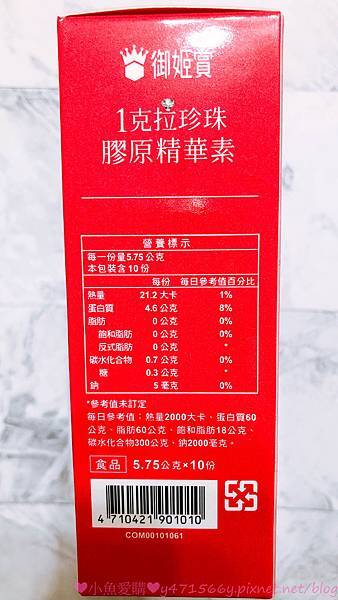 御姬賞
1克拉珍珠
膠原精華素
營養標示
每一份量5.75公克
本包裝含10份
每份 每日參考值百分比
熱量 21.2大卡 1%
蛋白質 4.6公克 8%
脂肪 0公克 0%
飽和脂肪 0公克 0%
反式脂肪 0公克 *
碳水化合物 0.7公克 0%
糖 0.3公克 *
鈉 5毫克 0%
*參考值未訂定
每日參考值：熱量2000大卡、蛋白質60
公克、脂肪60公克、飽和脂肪18公克、
碳水化合物300公克、鈉2000毫克。
食品 5.75公克×10份
4 710421 901010
COM00101061
♥小魚愛購♥y471566y.pixnet.net/blog